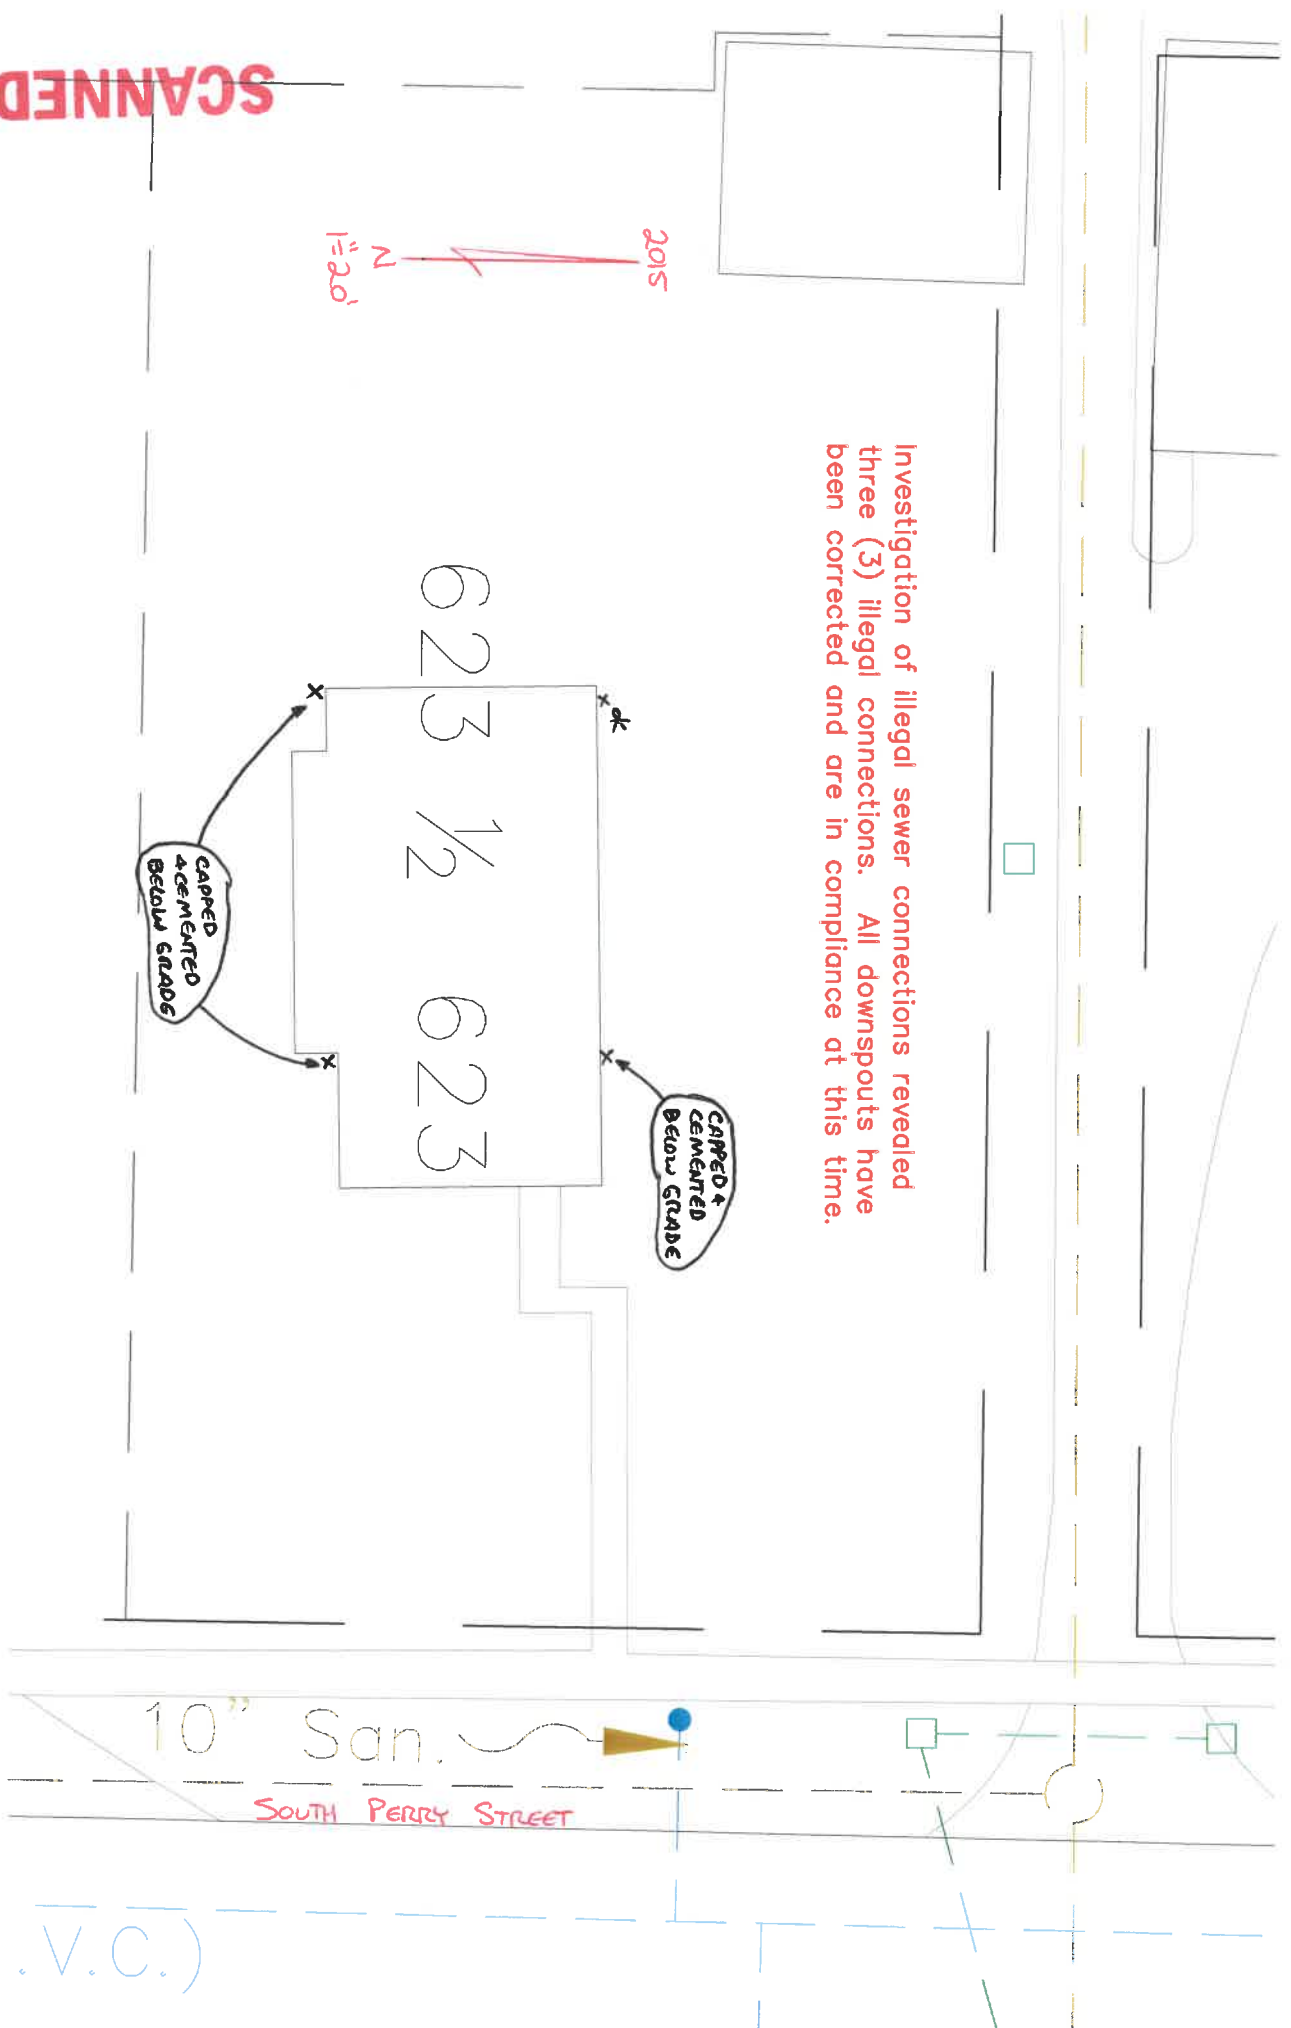 SCANNED
2015
N
1"=20'
Investigation of illegal sewer connections revealed
three (3) illegal connections. All downspouts have
been corrected and are in compliance at this time.
ok
623 ½ 623
CAPPED &
CEMENTED
BELOW GRADE
CAPPED
& CEMENTED
BELOW GRADE
10" San.
SOUTH PERRY STREET
.V.C.)